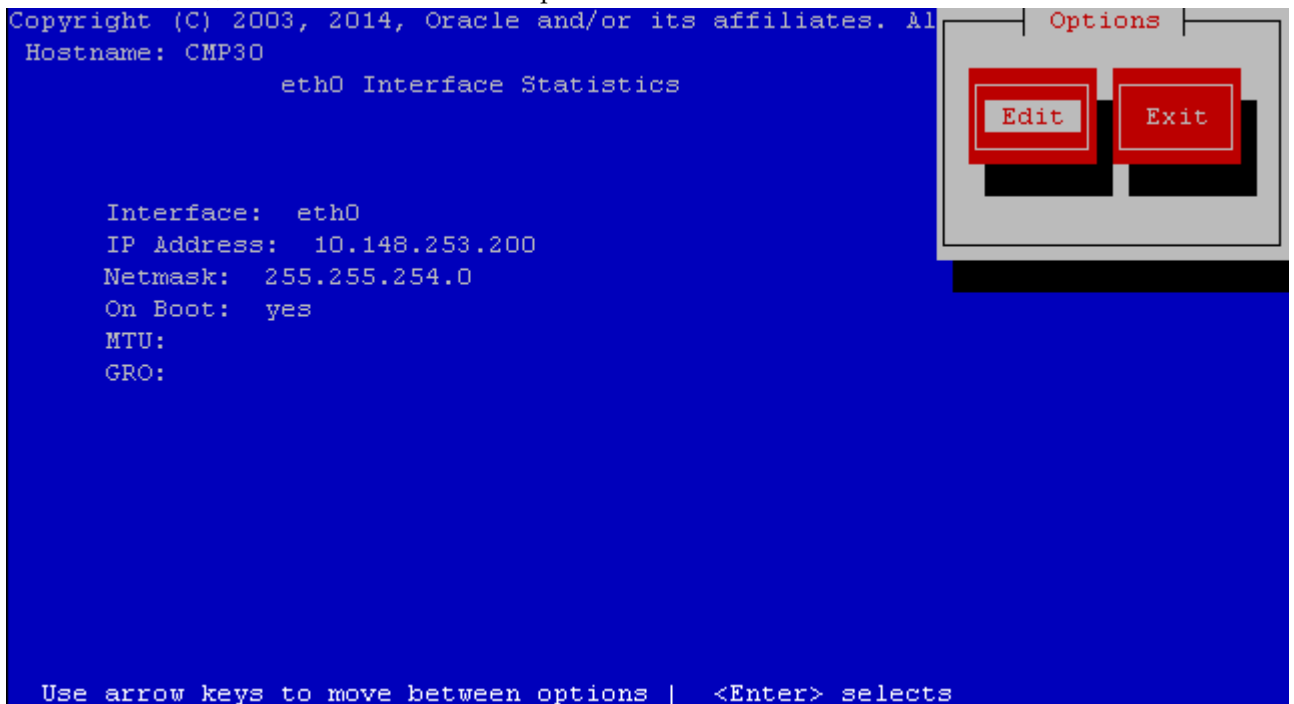 Copyright (C) 2003, 2014, Oracle and/or its affiliates. Al
Options
Hostname: CMP30
eth0 Interface Statistics
Edit Exit
Interface: eth0
IP Address: 10.148.253.200
Netmask: 255.255.254.0
On Boot: yes
MTU:
GRO:
Use arrow keys to move between options | <Enter> selects